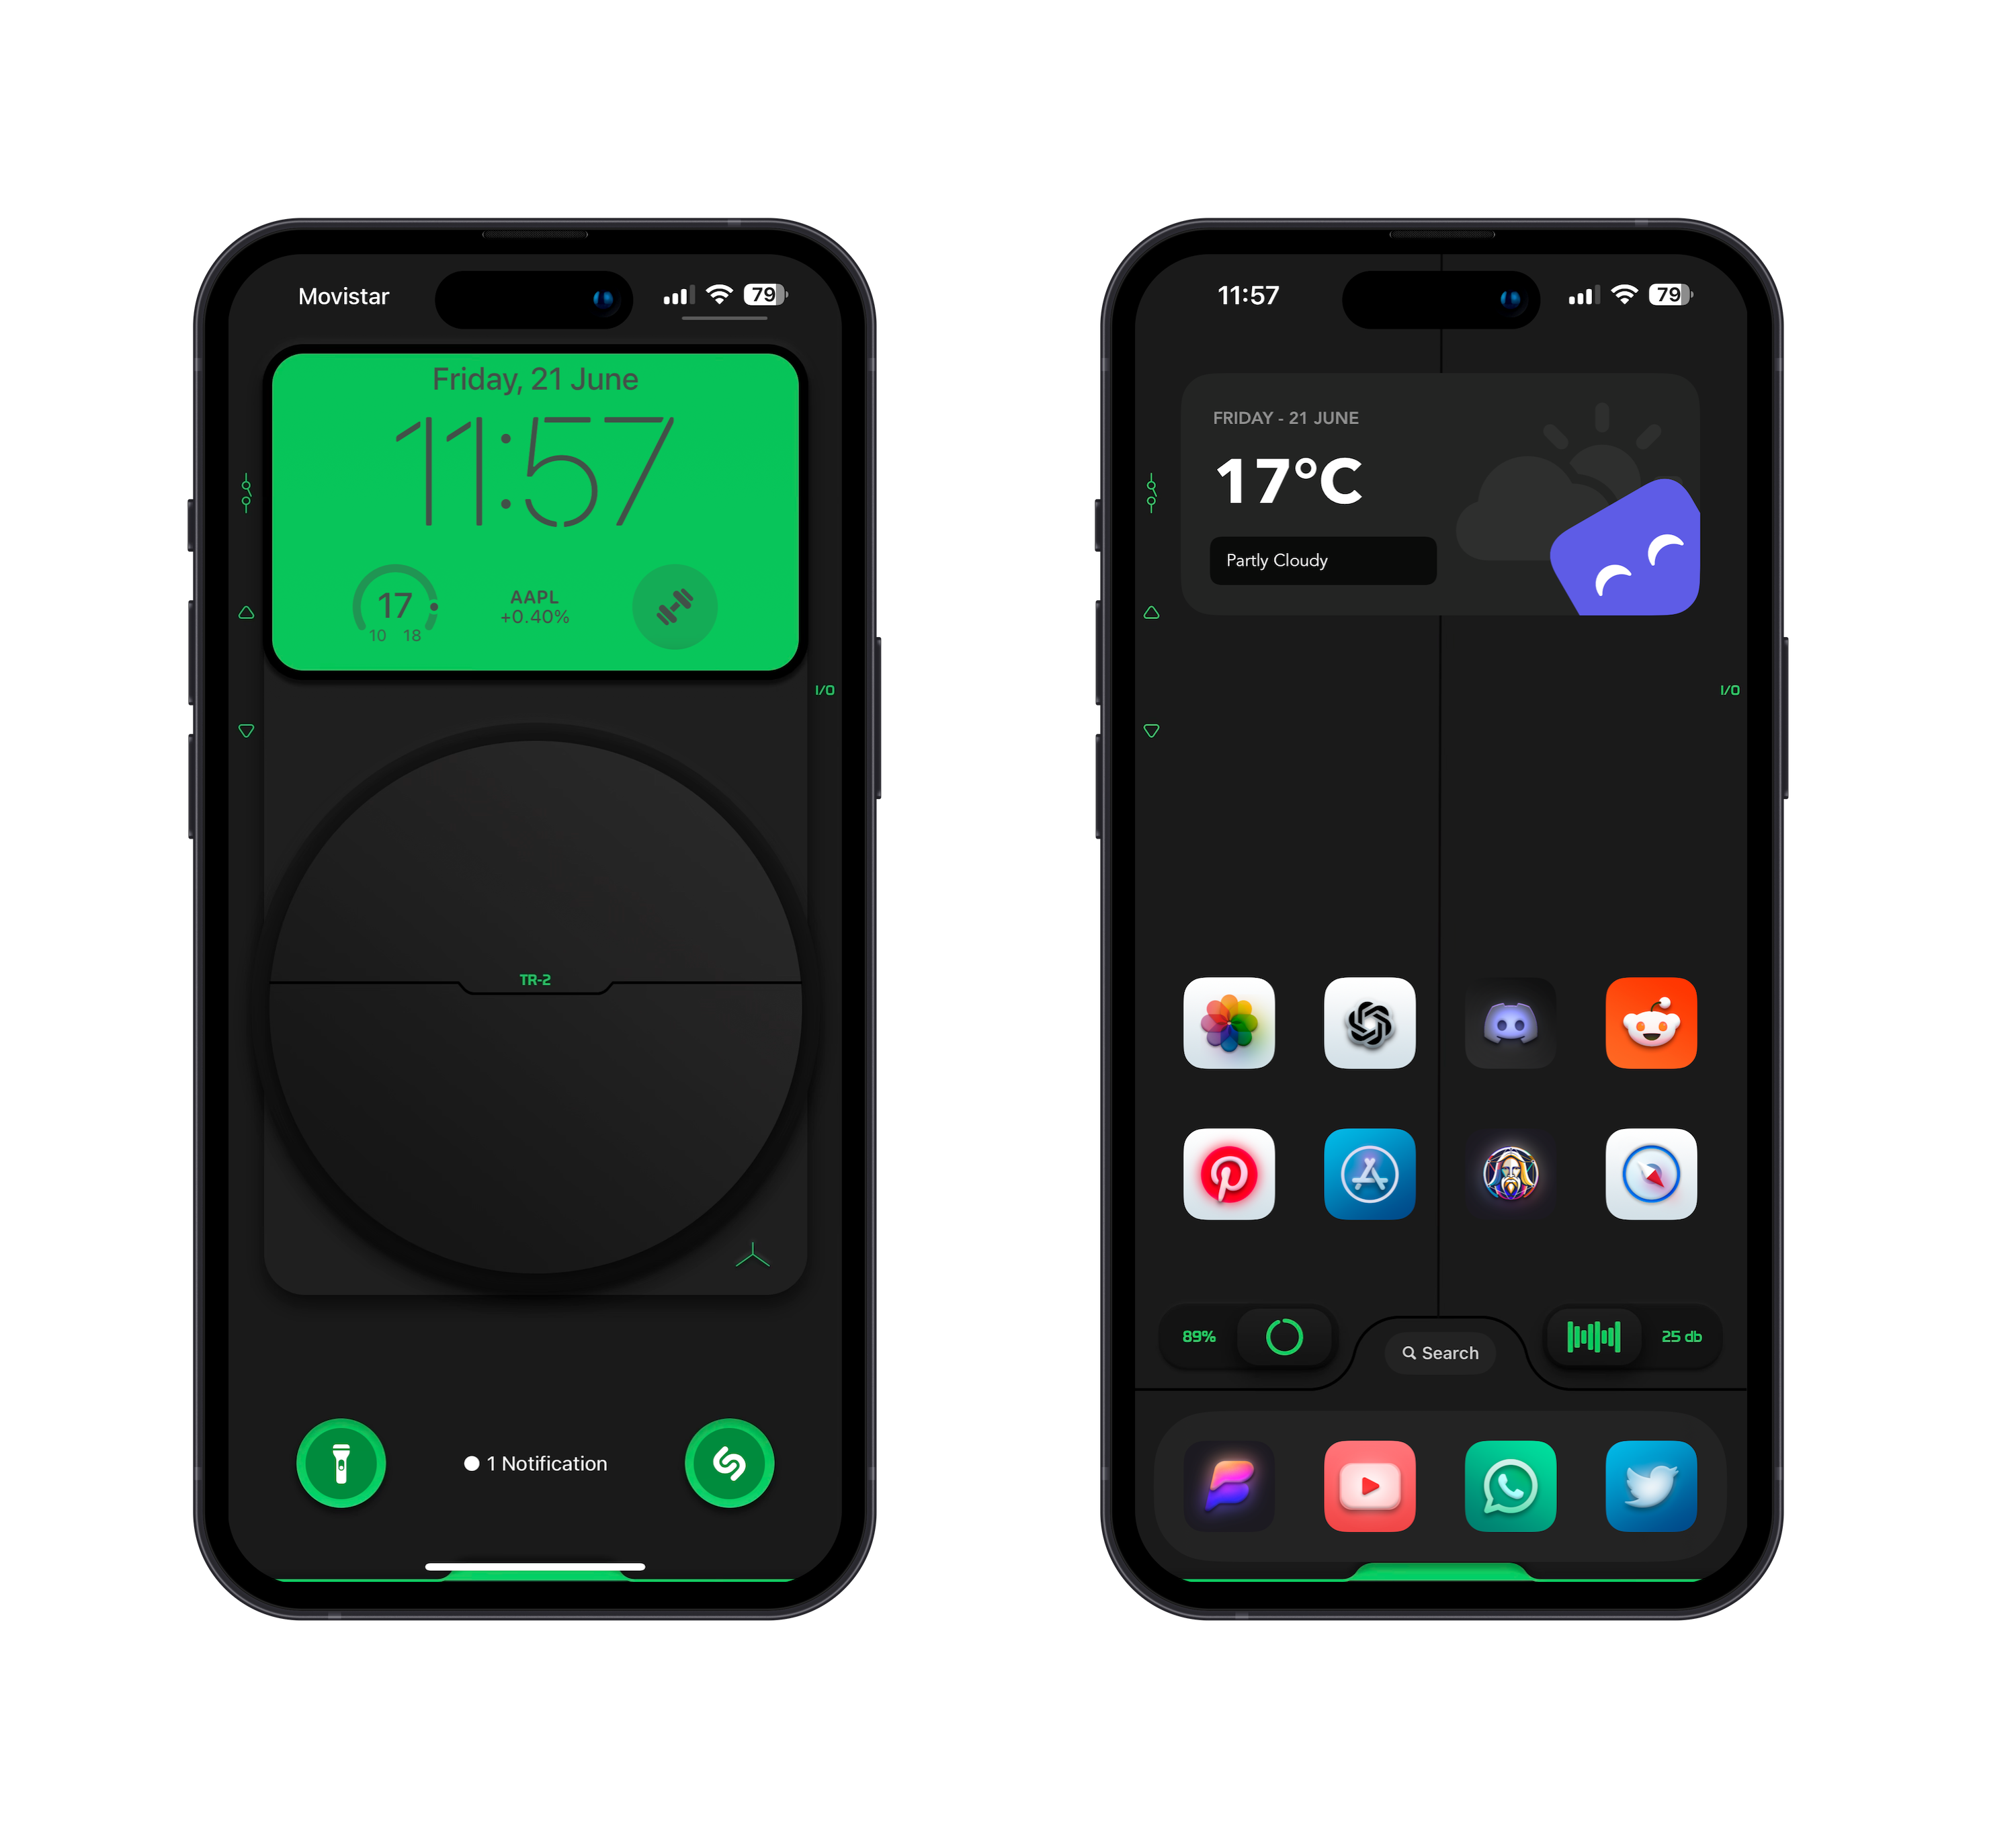 Movistar
79
Friday, 21 June
11:57
17
10 18
AAPL
+0.40%
I/O
TR-2
1 Notification
11:57
79
FRIDAY - 21 JUNE
17°C
Partly Cloudy
I/O
89%
25 db
Search